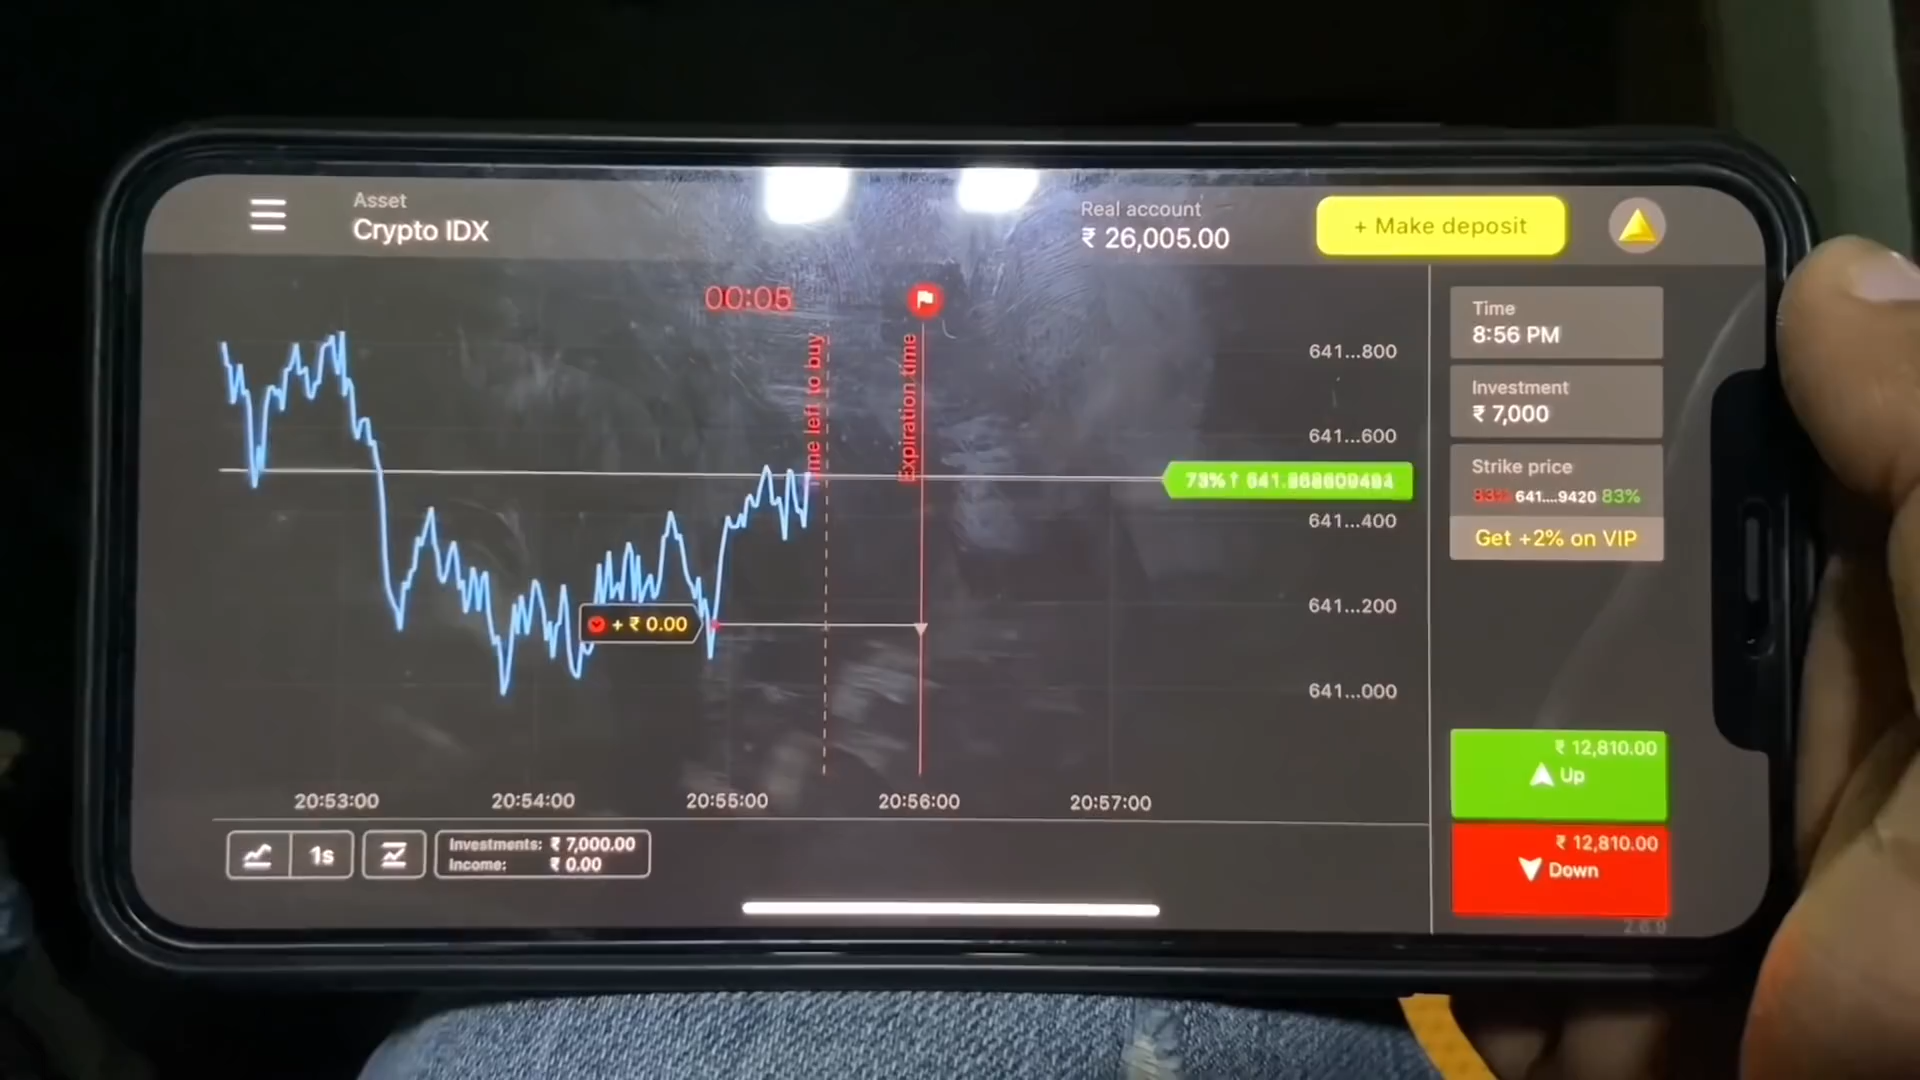 Asset
Crypto IDX
Real account
₹ 26,005.00
+ Make deposit
00:05
left to buy
Expiration time
641...800
641...600
641...400
641...200
641...000
Time
8:56 PM
Investment
₹ 7,000
Strike price
83% 641....9420 83%
Get +2% on VIP
+ ₹ 0.00
₹ 12,810.00
Up
₹ 12,810.00
Down
20:53:00
20:54:00
20:55:00
20:56:00
20:57:00
1s
Investments: ₹ 7,000.00
Income: ₹ 0.00